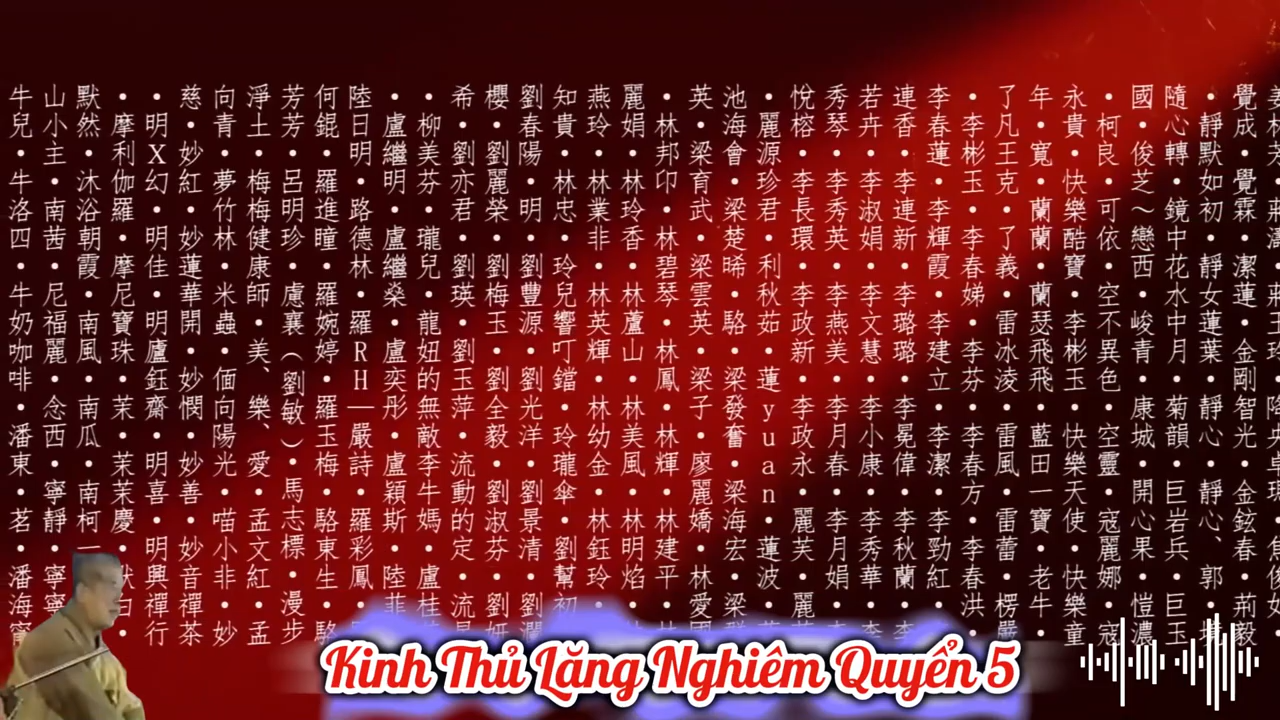 覺成・覺霖・潔蓮・金剛智光・金鉉春・荊毅
・靜默如初・靜女蓮葉・靜心・靜心、郭
隨心轉・鏡中花水中月・菊韻・巨岩兵・巨玉
國・俊芝～戀西・峻青・康城・開心果・愷濃
・柯良・可依・空不異色・空靈・寇麗娜・寇
永貴・快樂酷寶・李彬玉・快樂天使・快樂童
年・寬・蘭蘭・蘭瑟飛飛・藍田一寶・老牛・
了凡王克・了義・雷冰凌・雷風・雷蕾・楞嚴
・李彬玉・李春娣・李芬・李春方・李春洪・
李春蓮・李輝霞・李建立・李潔・李勁紅・
連香・李連新・李璐璐・李冕偉・李秋蘭・
若卉・李淑娟・李文慧・李小康・李秀華・
秀琴・李秀英・李燕美・李月春・李月娟・
悅榕・李長環・李政新・李政永・麗芙・麗
・麗源珍君・利秋茹・蓮yuan・蓮波・
池海會・梁楚晞・駱・梁發奮・梁海宏・梁
英・梁育武・梁雲英・梁子・廖麗嬌・林愛國
・林邦印・林碧琴・林鳳・林輝・林建平・
麗娟・林玲香・林蘆山・林美風・林明焰・
燕玲・林業非・林英輝・林幼金・林鈺玲・
知貴・林忠・玲兒響叮鐺・玲瓏傘・劉幫初
劉春陽・明・劉豐源・劉光洋・劉景清・劉瀾
櫻・劉麗榮・劉梅玉・劉全毅・劉淑芬・劉妍
希・劉亦君・劉瑛・劉玉萍・流動的定・流星
・柳美芬・瓏兒・龍妞的無敵李牛媽・盧桂
・盧繼明・盧繼燊・盧奕彤・盧穎斯・陸菲
陸日明・路德林・羅RH—嚴詩・羅彩鳳・
何錕・羅進瞳・羅婉婷・羅玉梅・駱東生・駱
芳芳・呂明珍・慮襄（劉敏）・馬志標・漫步
淨土・梅梅健康師・美、樂、愛・孟文紅・孟
向青・夢竹林・米蟲・偭向陽光・喵小非・妙
慈・妙紅・妙蓮華開・妙憫・妙善・妙音禪茶
・明X幻・明佳・明廬鈺齋・明喜・明興禪行
・摩利伽羅・摩尼寶珠・茉・茉茉慶・默白・
默然・沐浴朝霞・南風・南瓜・南柯一
山小主・南茜・尼福麗・念西・寧靜・寧寧
牛兒・牛洛四・牛奶咖啡・潘東・茗・潘海甯
Kinh Thủ Lăng Nghiêm Quyển 5